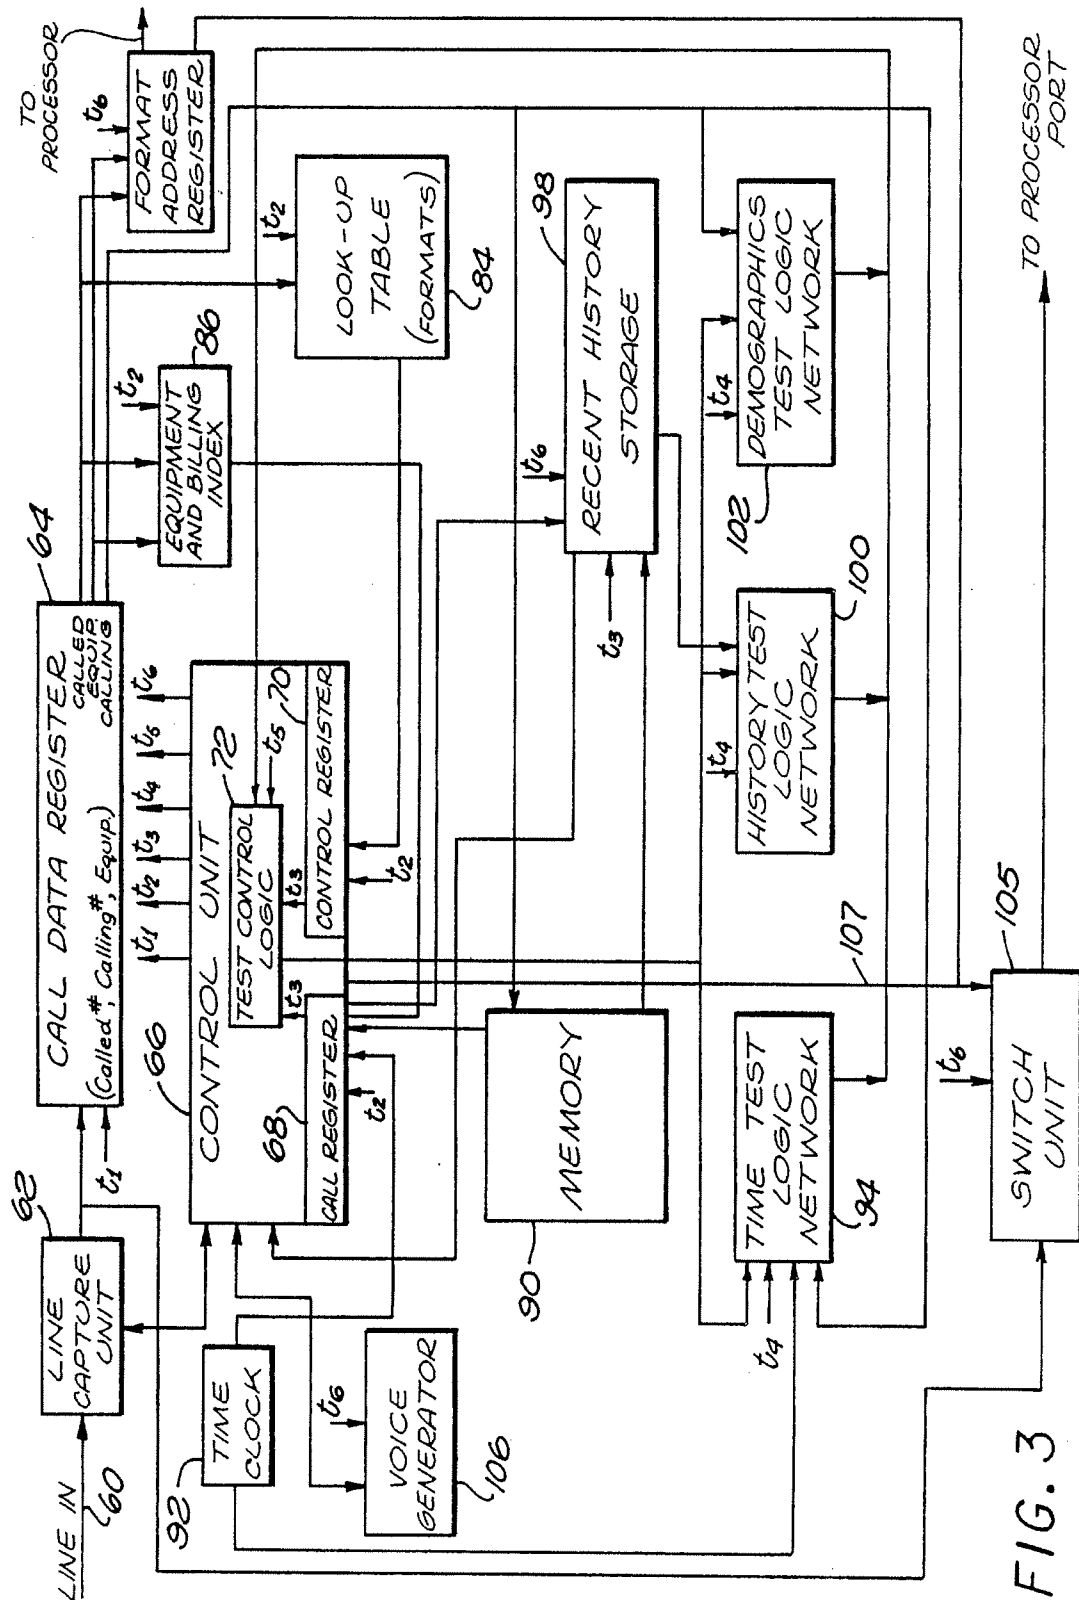 LINE IN
60
62
LINE
CAPTURE
UNIT
t1
64
CALL DATA REGISTER
(Called#, Calling#, Equip.)
CALLED
EQUIP.
CALLING
TO
PROCESSOR
t6
FORMAT
ADDRESS
REGISTER
t1
t2
t3
t4
t5
t6
86
t2
EQUIPMENT
AND BILLING
INDEX
66
CONTROL UNIT
72
TEST CONTROL
LOGIC
t5
t3
t3
68
CALL REGISTER
70
CONTROL REGISTER
t2
t2
t2
LOOK-UP
TABLE
(FORMATS)
84
92
TIME
CLOCK
t6
VOICE
GENERATOR
106
90
MEMORY
98
t6
RECENT HISTORY
STORAGE
t3
t4
TIME TEST
LOGIC
NETWORK
94
t4
HISTORY TEST
LOGIC
NETWORK
100
t4
DEMOGRAPHICS
TEST LOGIC
NETWORK
102
107
t6
105
SWITCH
UNIT
TO PROCESSOR
PORT
FIG. 3